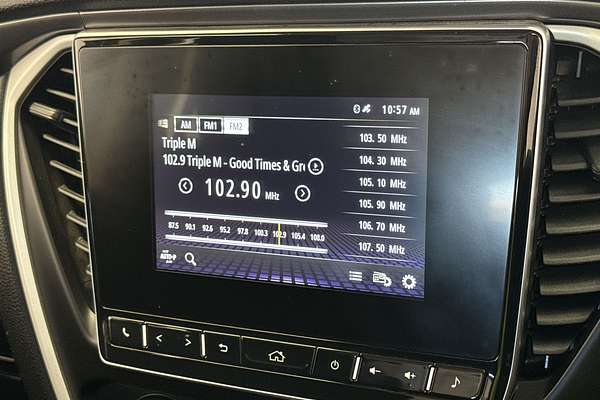 10:57 AM
AM FM1 FM2
Triple M
102.9 Triple M - Good Times & Gr
102.90 MHz
87.5 90.1 92.6 95.2 97.8 100.3 102.9 105.4 108.0
AUTO-P
103.50 MHz
104.30 MHz
105.10 MHz
105.90 MHz
106.70 MHz
107.50 MHz